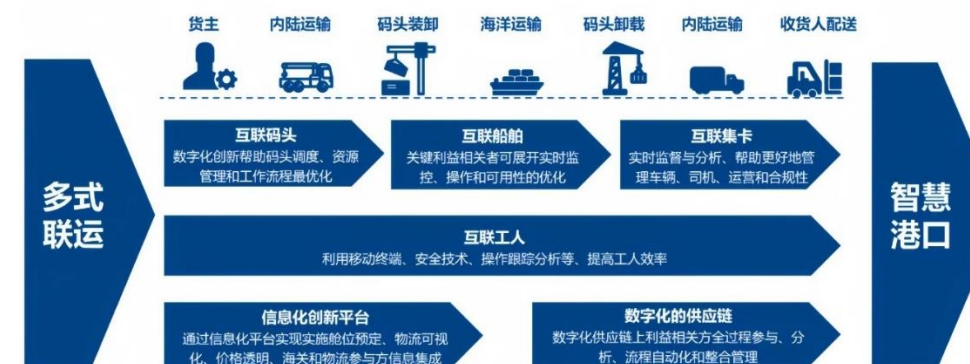 货主 内陆运输 码头装卸 海洋运输 码头卸载 内陆运输 收货人配送
多式
联运
互联码头
数字化创新帮助码头调度、资源
管理和工作流程最优化
互联船舶
关键利益相关者可展开实时监
控、操作和可用性的优化
互联集卡
实时监督与分析、帮助更好地管
理车辆、司机、运营和合规性
互联工人
利用移动终端、安全技术、操作跟踪分析等、提高工人效率
信息化创新平台
通过信息化平台实现实施舱位预定、物流可视
化、价格透明、海关和物流参与方信息集成
数字化的供应链
数字化供应链上利益相关方全过程参与、分
析、流程自动化和整合管理
智慧
港口